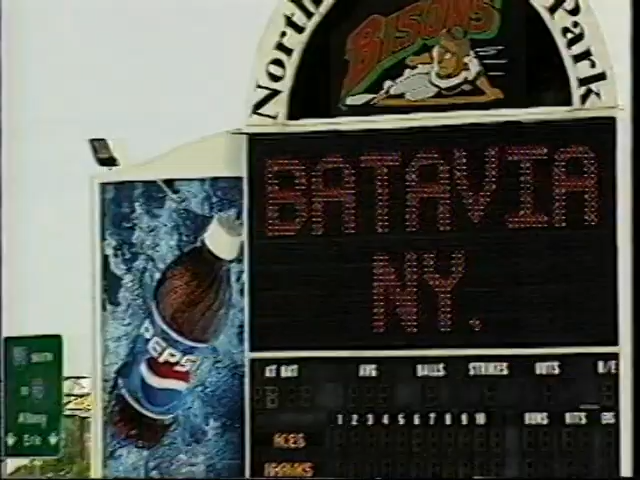 North
BISONS
Park
BATAVIA
NY.
PEPSI
AT BAT AVG BALLS STRIKES OUTS H/E
1 2 3 4 5 6 7 8 9 10 RUNS HITS
ACES
HAWKS
SOUTH
Albany
Erie